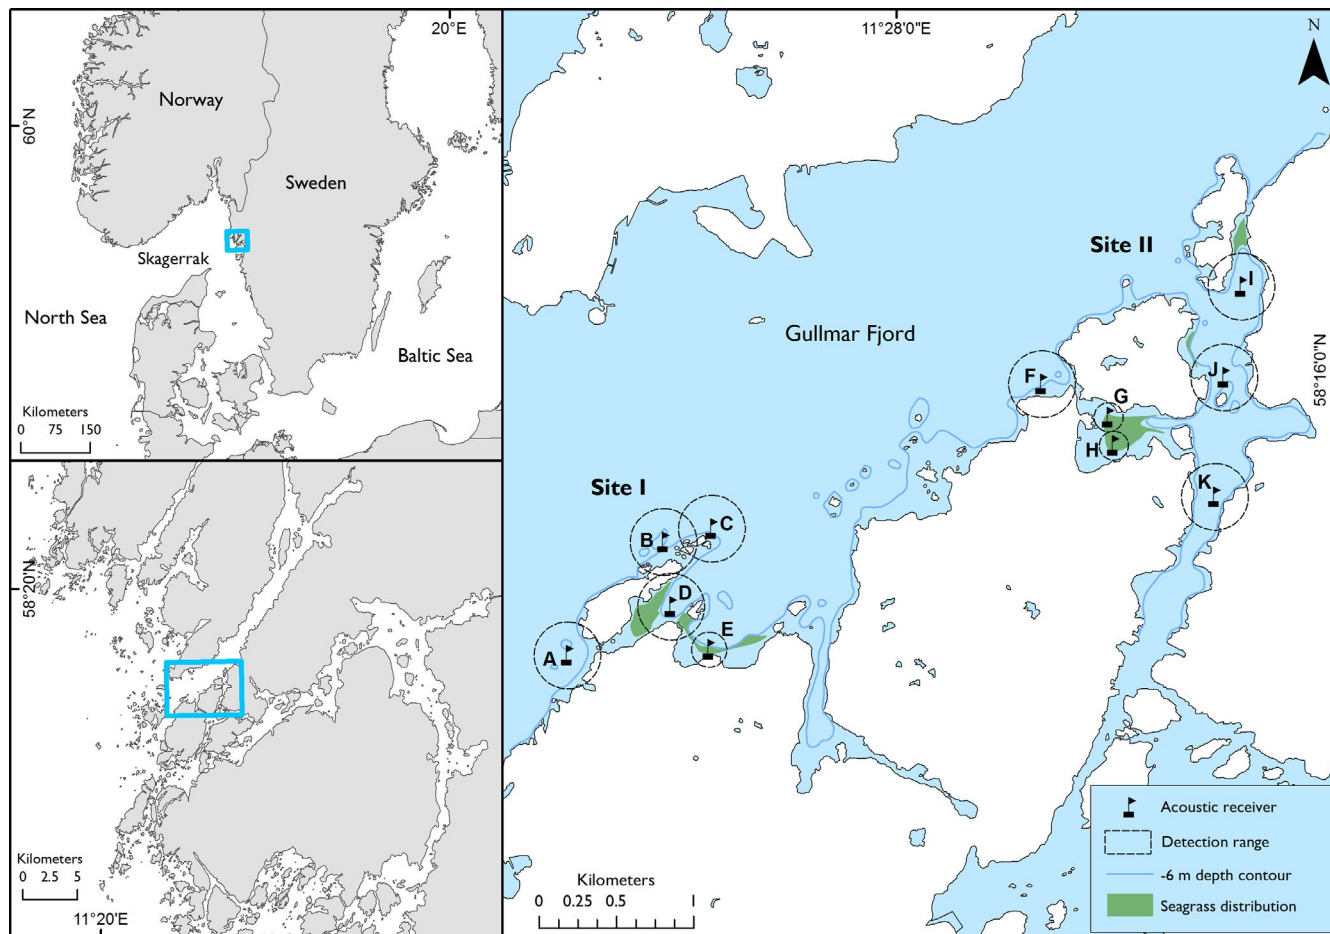 20°E
60°N
Norway
Sweden
Skagerrak
North Sea
Baltic Sea
Kilometers
0 75 150
58°20'N
Kilometers
0 2.5 5
11°20'E
11°28'0"E
N
Site II
I
Gullmar Fjord
58°16'0"N
F
J
G
H
Site I
K
C
B
D
E
A
Kilometers
0 0.25 0.5 1
Acoustic receiver
Detection range
-6 m depth contour
Seagrass distribution